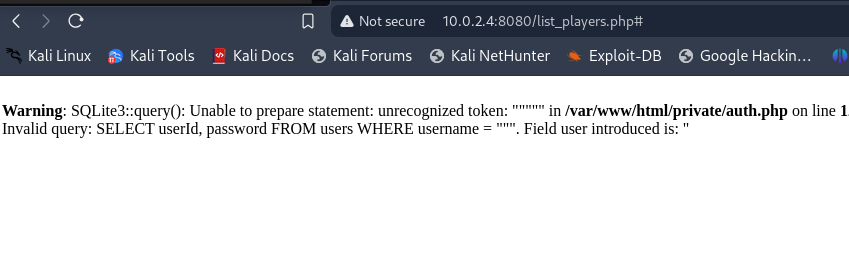 Not secure 10.0.2.4:8080/list_players.php#
Kali Linux Kali Tools Kali Docs Kali Forums Kali NetHunter Exploit-DB Google Hackin...
Warning: SQLite3::query(): Unable to prepare statement: unrecognized token: """"" in /var/www/html/private/auth.php on line 1
Invalid query: SELECT userId, password FROM users WHERE username = """. Field user introduced is: "